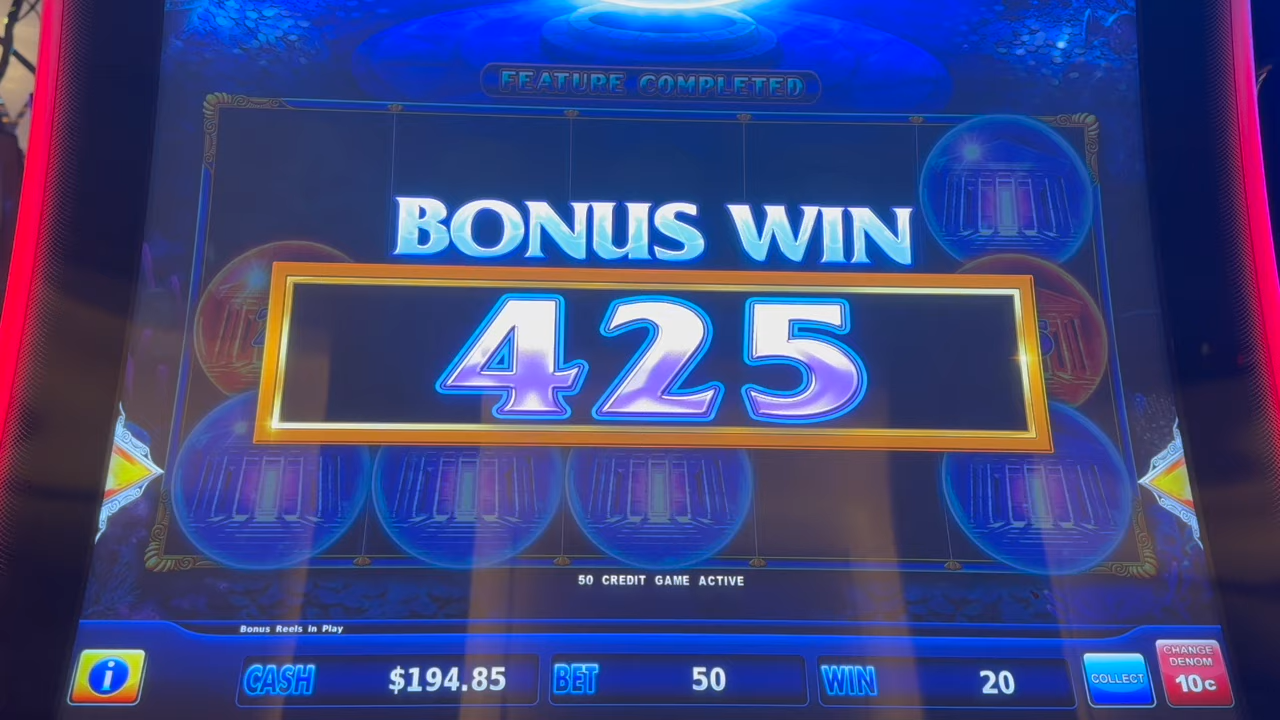 FEATURE COMPLETED
BONUS WIN
425
50 CREDIT GAME ACTIVE
Bonus Reels in Play
i CASH $194.85 BET 50 WIN 20 COLLECT
CHANGE
DENOM
10¢